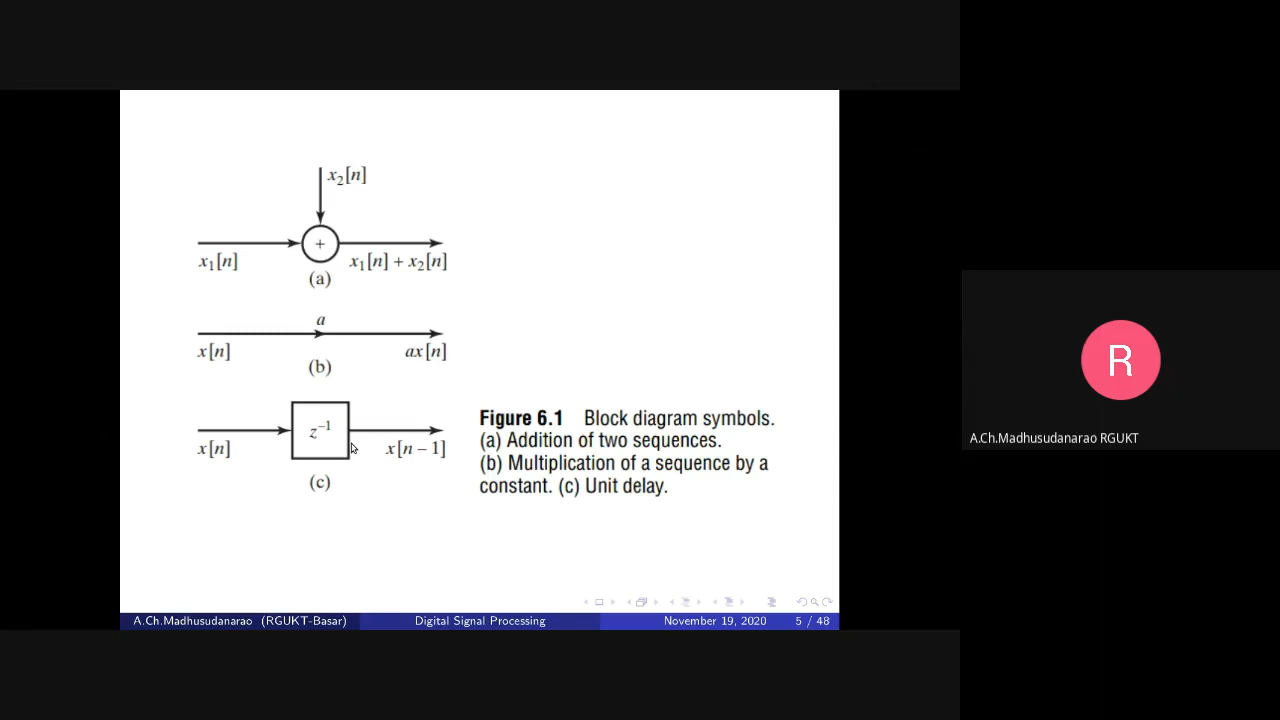 x₂[n]
+
x₁[n]
x₁[n] + x₂[n]
(a)
a
x[n]
ax[n]
(b)
z⁻¹
x[n]
x[n − 1]
(c)
Figure 6.1 Block diagram symbols.
(a) Addition of two sequences.
(b) Multiplication of a sequence by a
constant. (c) Unit delay.
A.Ch.Madhusudanarao (RGUKT-Basar) Digital Signal Processing November 19, 2020 5 / 48
R
A.Ch.Madhusudanarao RGUKT